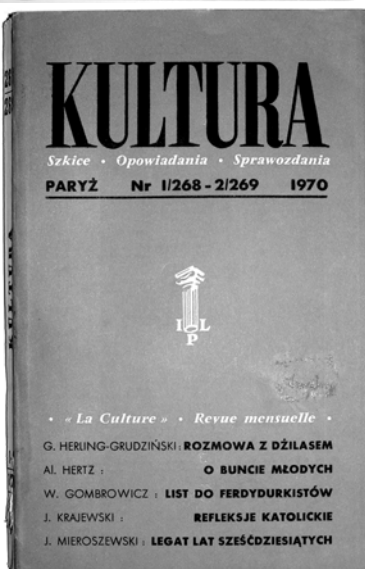 KULTURA
Szkice • Opowiadania • Sprawozdania
PARYŻ Nr 1/268 - 2/269 1970
I L
P
• « La Culture » • Revue mensuelle •
G. HERLING-GRUDZIŃSKI : ROZMOWA Z DŻILASEM
Al. HERTZ : O BUNCIE MŁODYCH
W. GOMBROWICZ : LIST DO FERDYDURKISTÓW
J. KRAJEWSKI : REFLEKSJE KATOLICKIE
J. MIEROSZEWSKI : LEGAT LAT SZEŚĆDZIESIĄTYCH
KULTURA